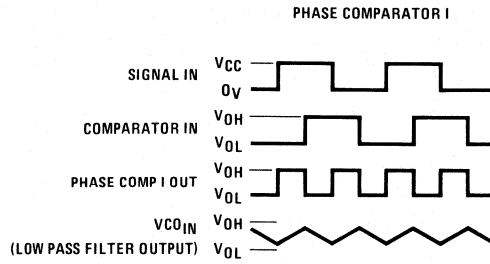 PHASE COMPARATOR I
SIGNAL IN
VCC
0V
COMPARATOR IN
VOH
VOL
PHASE COMP I OUT
VOH
VOL
VCOIN
(LOW PASS FILTER OUTPUT)
VOH
VOL